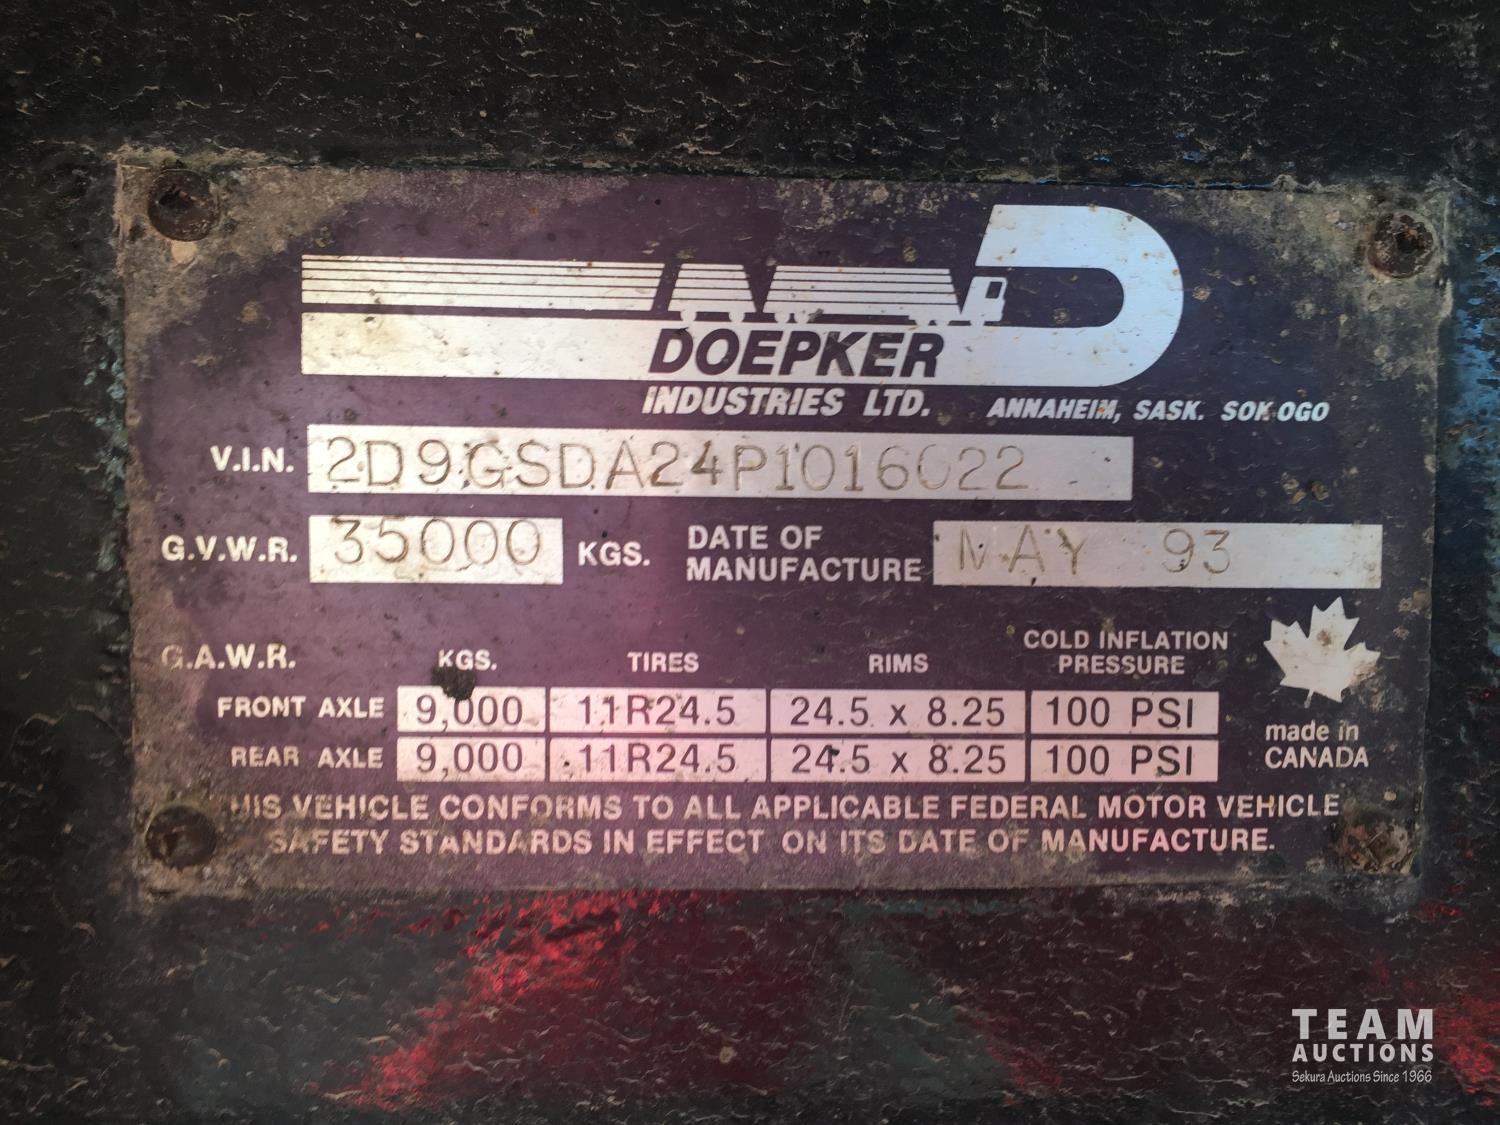 DOEPKER
INDUSTRIES LTD. ANNAHEIM, SASK. SOK OGO
V.I.N. 2D9GSDA24P1016022
G.V.W.R. 35000 KGS. DATE OF MANUFACTURE MAY 93
G.A.W.R. KGS. TIRES RIMS COLD INFLATION PRESSURE
FRONT AXLE 9,000 11R24.5 24.5 x 8.25 100 PSI
REAR AXLE 9,000 11R24.5 24.5 x 8.25 100 PSI
made in
CANADA
THIS VEHICLE CONFORMS TO ALL APPLICABLE FEDERAL MOTOR VEHICLE
SAFETY STANDARDS IN EFFECT ON ITS DATE OF MANUFACTURE.
TEAM
AUCTIONS
Sekura Auctions Since 1966